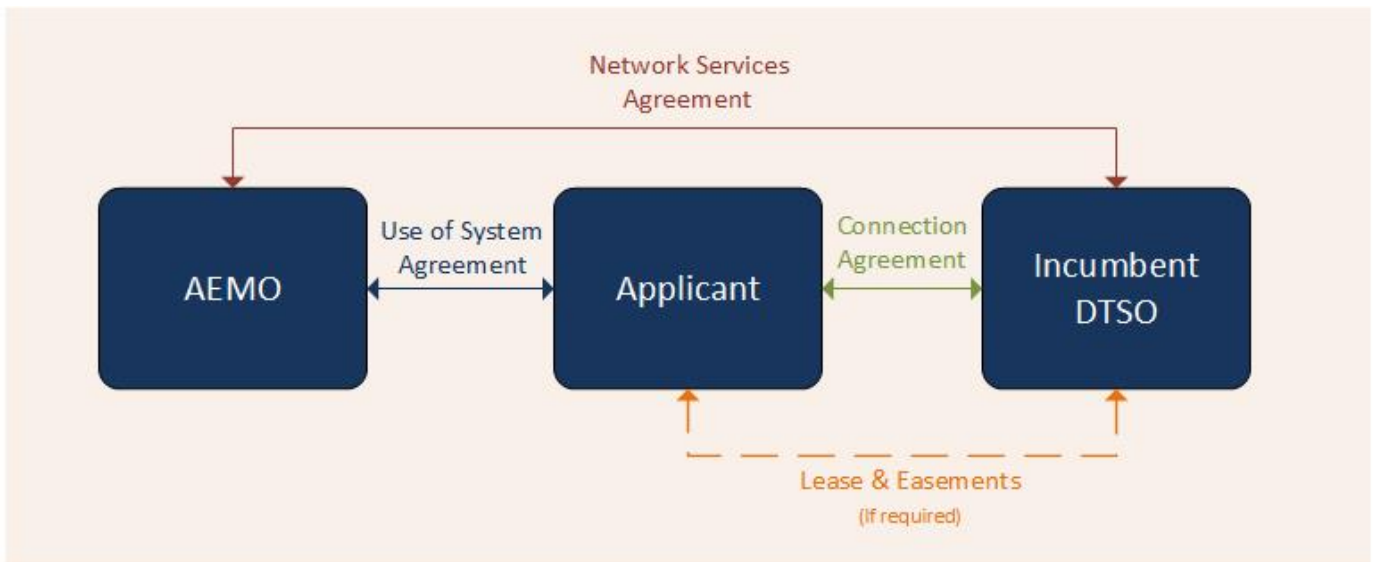 Network Services
Agreement
AEMO
Use of System
Agreement
Applicant
Connection
Agreement
Incumbent
DTSO
Lease & Easements
(If required)